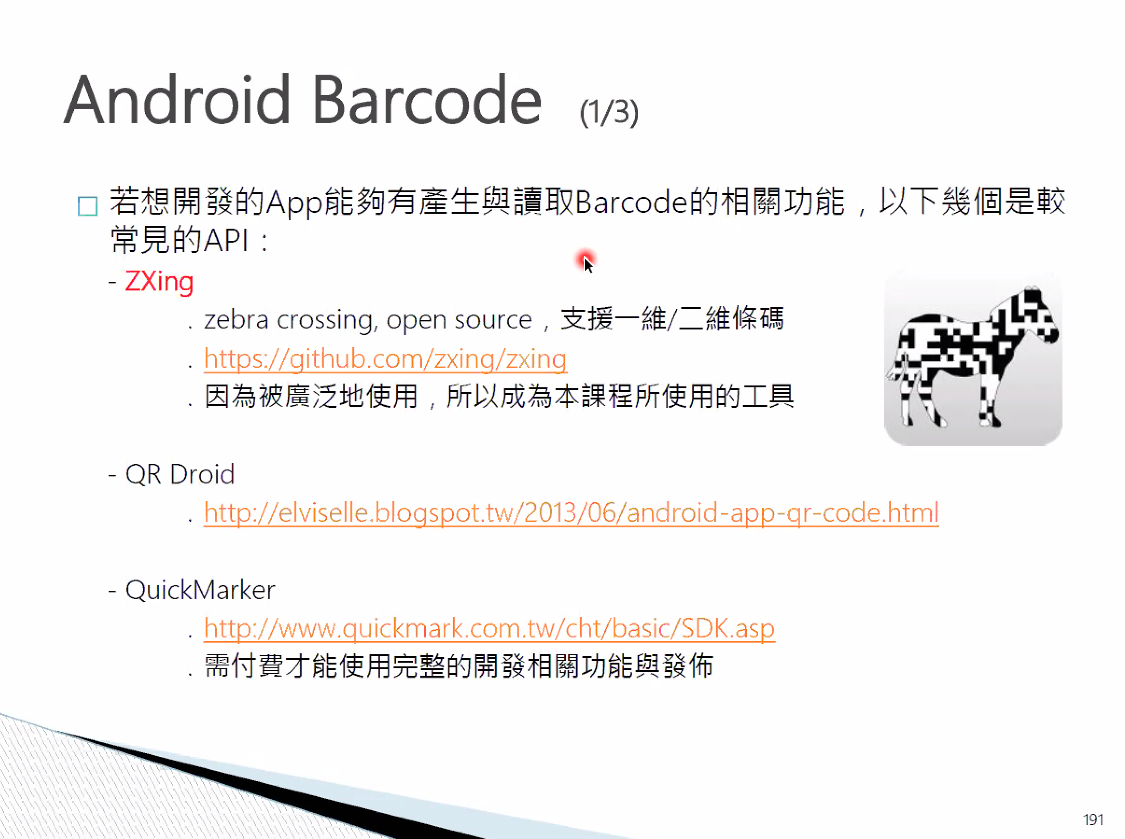 Android Barcode (1/3)
若想開發的App能夠有產生與讀取Barcode的相關功能，以下幾個是較
常見的API：
- ZXing
. zebra crossing, open source，支援一維/二維條碼
. https://github.com/zxing/zxing
. 因為被廣泛地使用，所以成為本課程所使用的工具
- QR Droid
. http://elviselle.blogspot.tw/2013/06/android-app-qr-code.html
- QuickMarker
. http://www.quickmark.com.tw/cht/basic/SDK.asp
. 需付費才能使用完整的開發相關功能與發佈
191